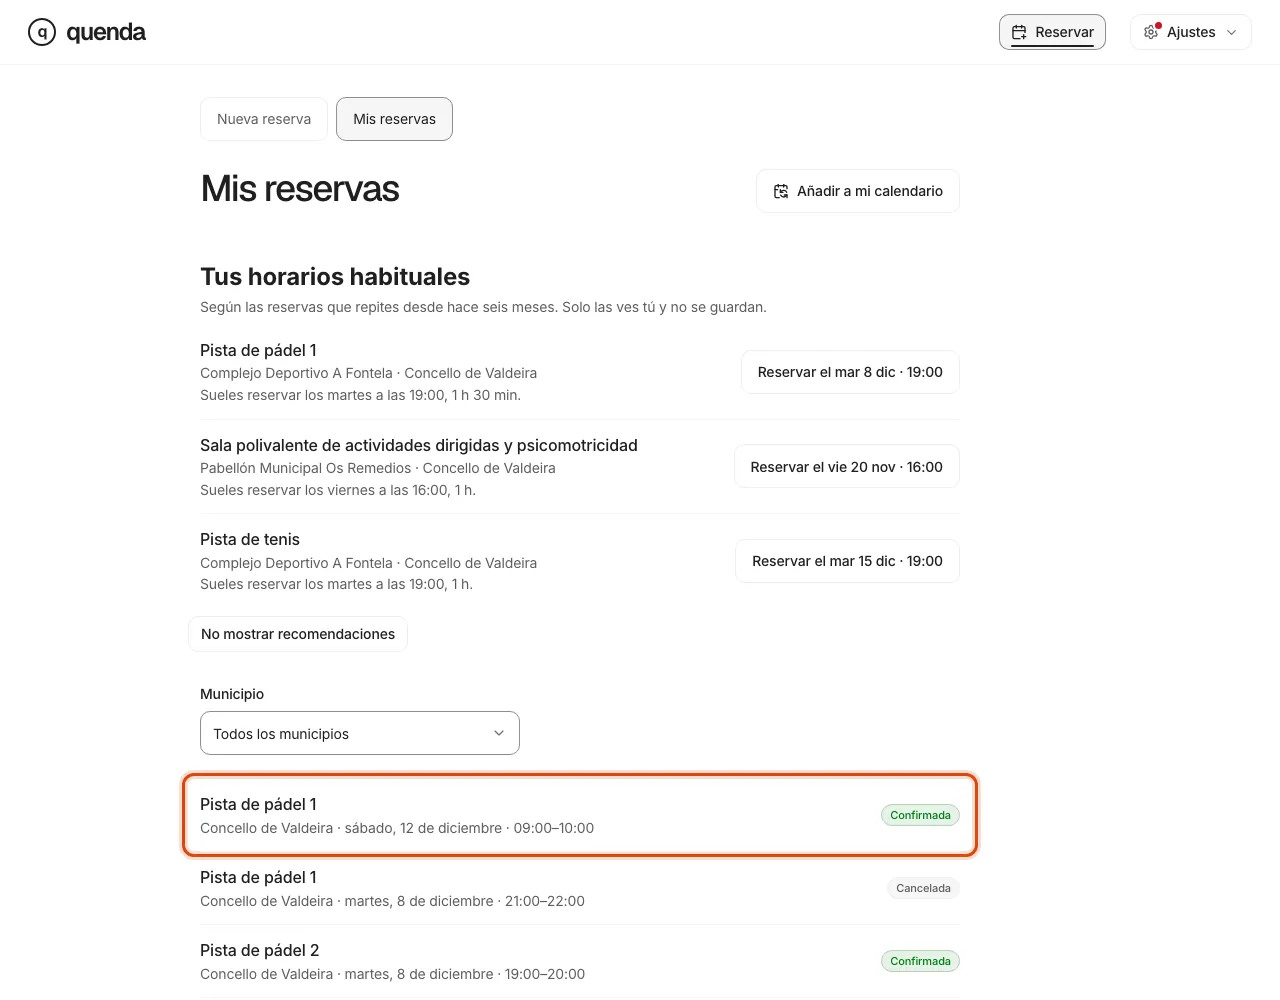 q quenda
Reservar
Ajustes
Nueva reserva
Mis reservas
Mis reservas
Añadir a mi calendario
Tus horarios habituales
Según las reservas que repites desde hace seis meses. Solo las ves tú y no se guardan.
Pista de pádel 1
Complejo Deportivo A Fontela · Concello de Valdeira
Sueles reservar los martes a las 19:00, 1 h 30 min.
Reservar el mar 8 dic · 19:00
Sala polivalente de actividades dirigidas y psicomotricidad
Pabellón Municipal Os Remedios · Concello de Valdeira
Sueles reservar los viernes a las 16:00, 1 h.
Reservar el vie 20 nov · 16:00
Pista de tenis
Complejo Deportivo A Fontela · Concello de Valdeira
Sueles reservar los martes a las 19:00, 1 h.
Reservar el mar 15 dic · 19:00
No mostrar recomendaciones
Municipio
Todos los municipios
Pista de pádel 1
Concello de Valdeira · sábado, 12 de diciembre · 09:00–10:00
Confirmada
Pista de pádel 1
Concello de Valdeira · martes, 8 de diciembre · 21:00–22:00
Cancelada
Pista de pádel 2
Concello de Valdeira · martes, 8 de diciembre · 19:00–20:00
Confirmada